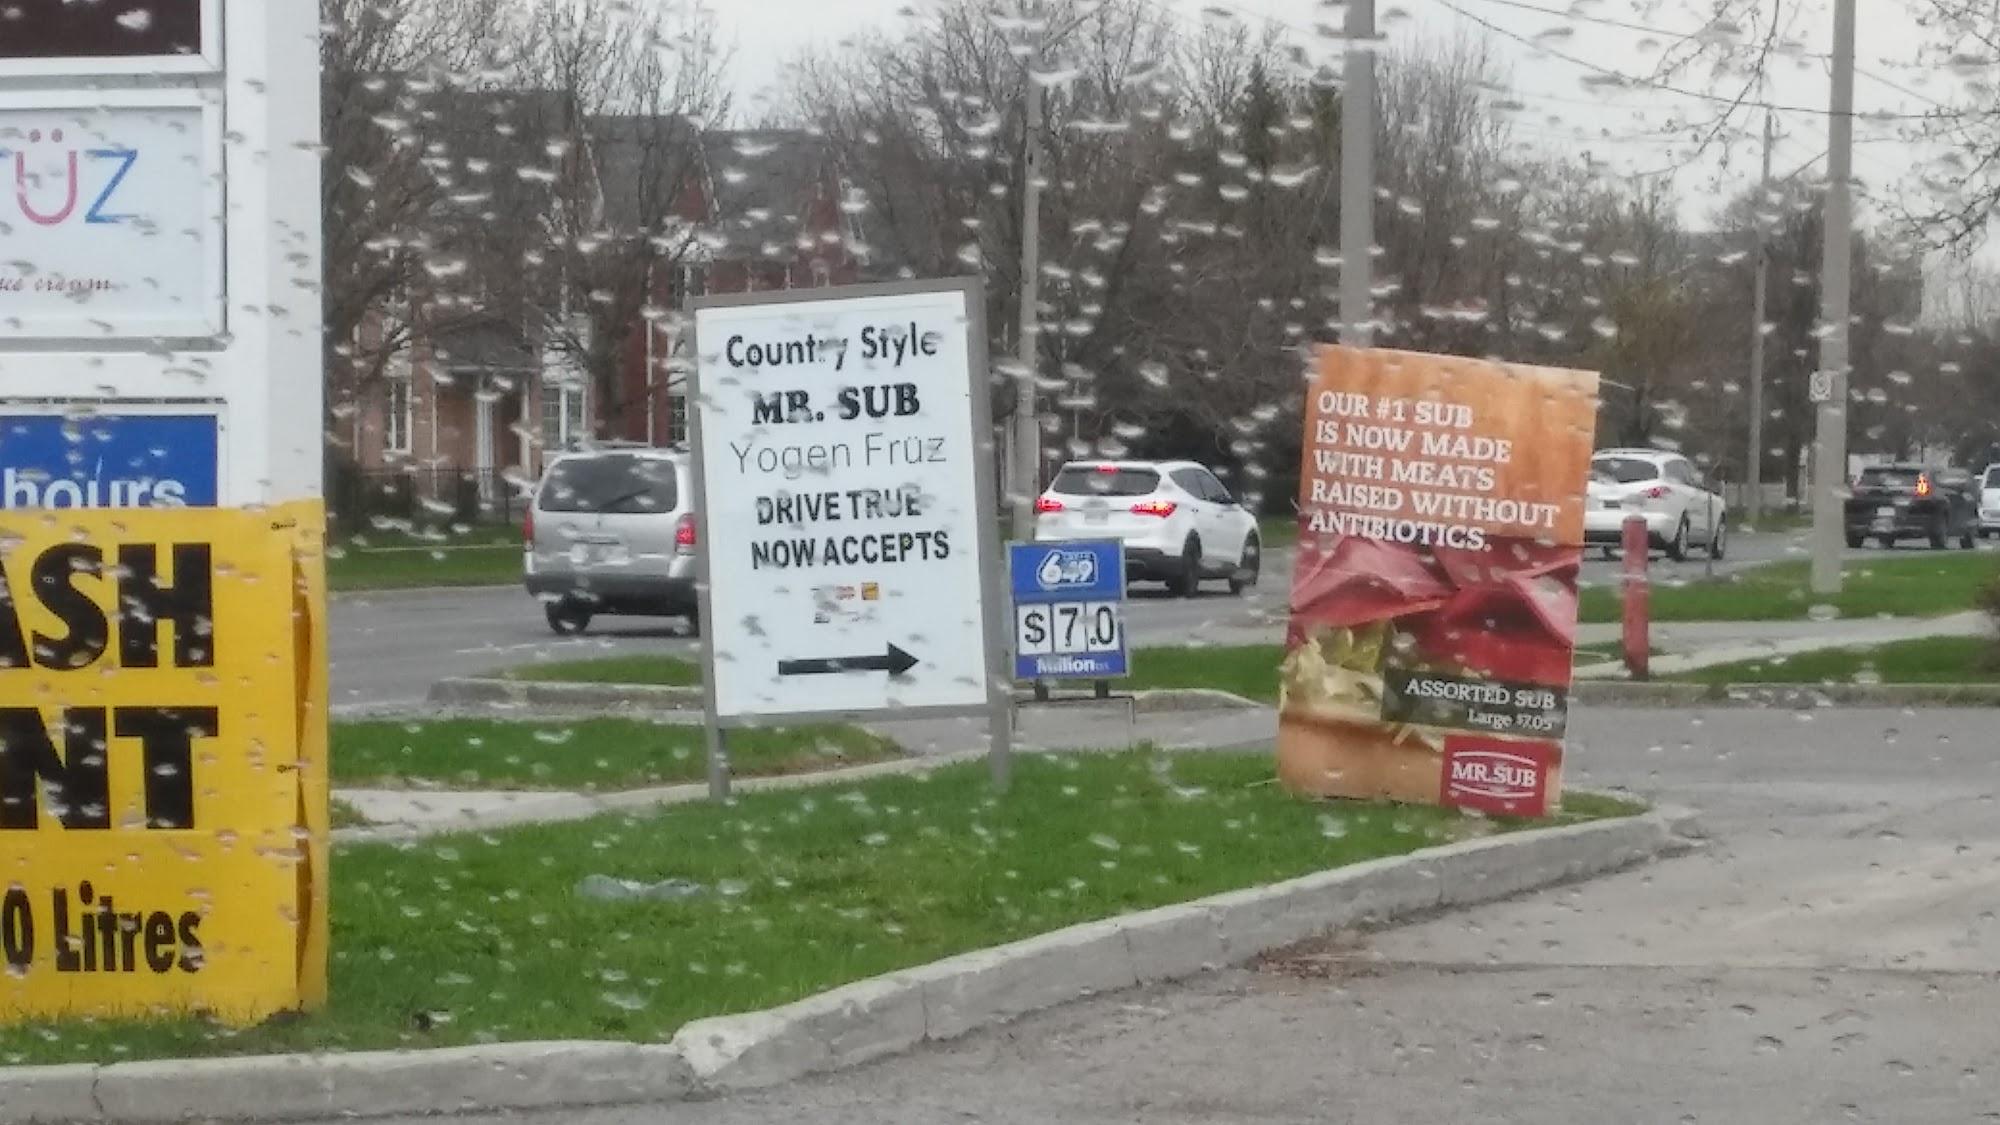 ÜZ
ice cream
hours
ASH
NT
0 Litres
Country Style
MR. SUB
Yogen Früz
DRIVE TRUE
NOW ACCEPTS
649
$7.0
Million
OUR #1 SUB
IS NOW MADE
WITH MEATS
RAISED WITHOUT
ANTIBIOTICS.
ASSORTED SUB
Large $7.05
MR.SUB